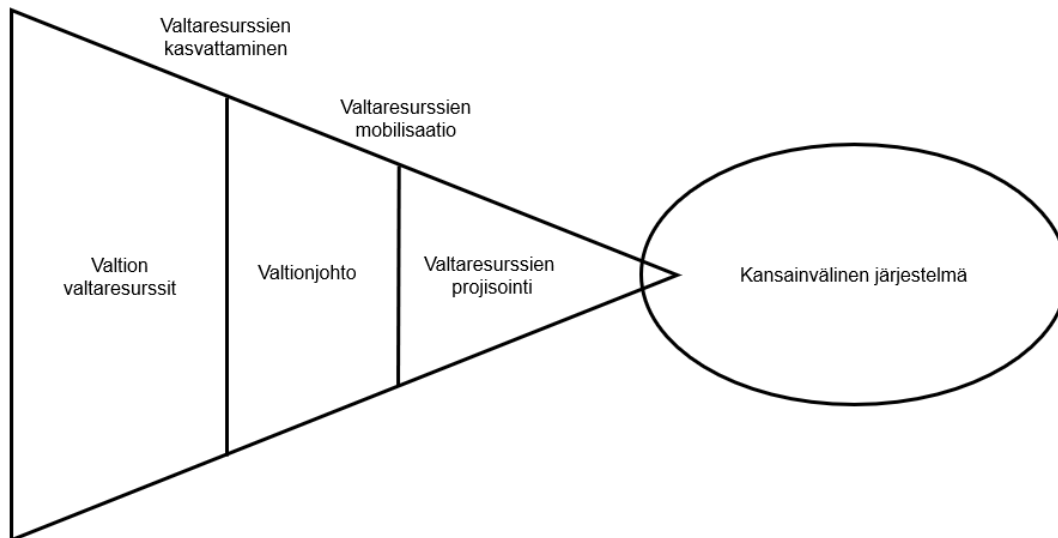 Valtaresurssien
kasvattaminen
Valtaresurssien
mobilisaatio
Valtion
valtaresurssit
Valtionjohto
Valtaresurssien
projisointi
Kansainvälinen järjestelmä